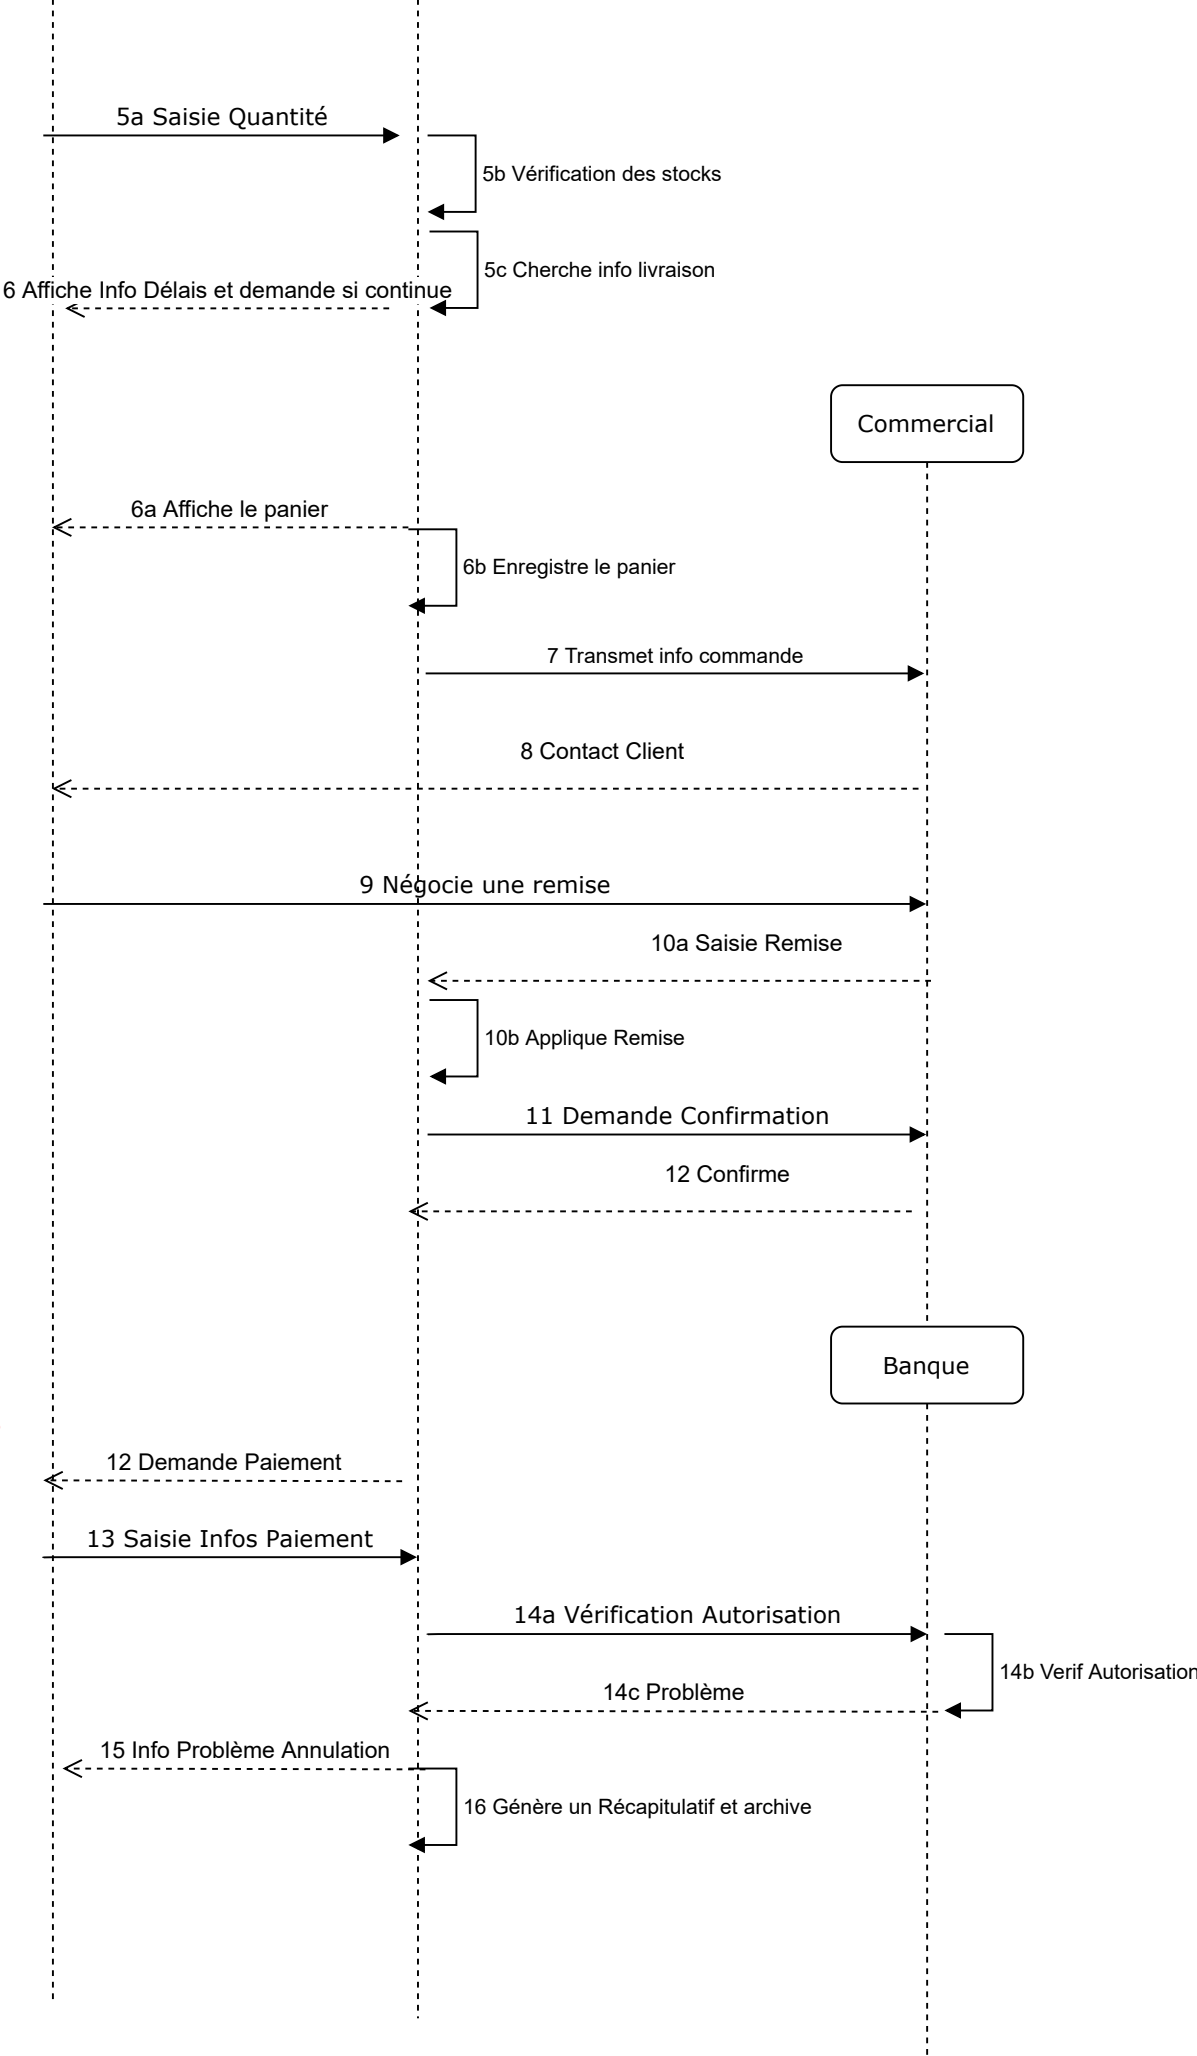 5a Saisie Quantité
5b Vérification des stocks
5c Cherche info livraison
6 Affiche Info Délais et demande si continue
Commercial
6a Affiche le panier
6b Enregistre le panier
7 Transmet info commande
8 Contact Client
9 Négocie une remise
10a Saisie Remise
10b Applique Remise
11 Demande Confirmation
12 Confirme
Banque
12 Demande Paiement
13 Saisie Infos Paiement
14a Vérification Autorisation
14b Verif Autorisation
14c Problème
15 Info Problème Annulation
16 Génère un Récapitulatif et archive